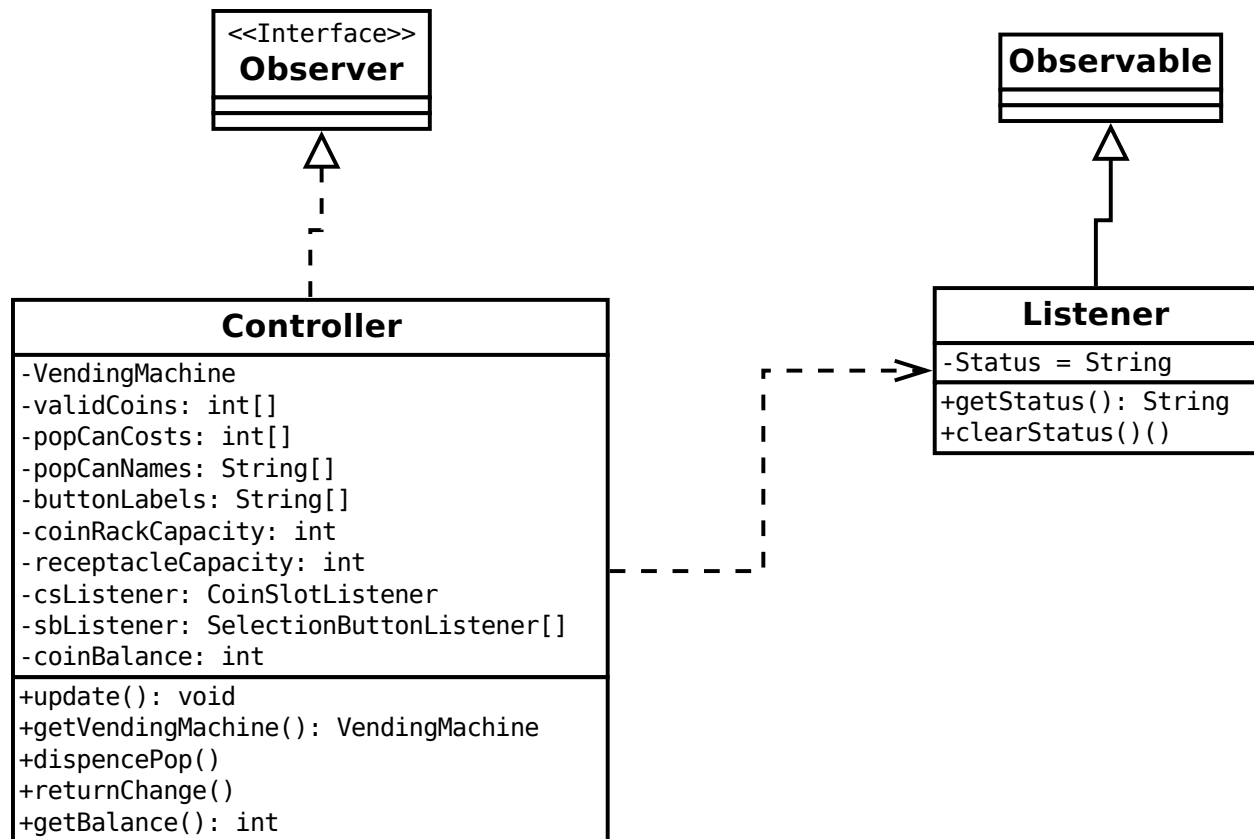 <<Interface>>
Observer
Observable
Controller
-VendingMachine
-validCoins: int[]
-popCanCosts: int[]
-popCanNames: String[]
-buttonLabels: String[]
-coinRackCapacity: int
-receptacleCapacity: int
-csListener: CoinSlotListener
-sbListener: SelectionButtonListener[]
-coinBalance: int
+update(): void
+getVendingMachine(): VendingMachine
+dispencePop()
+returnChange()
+getBalance(): int
Listener
-Status = String
+getStatus(): String
+clearStatus()()